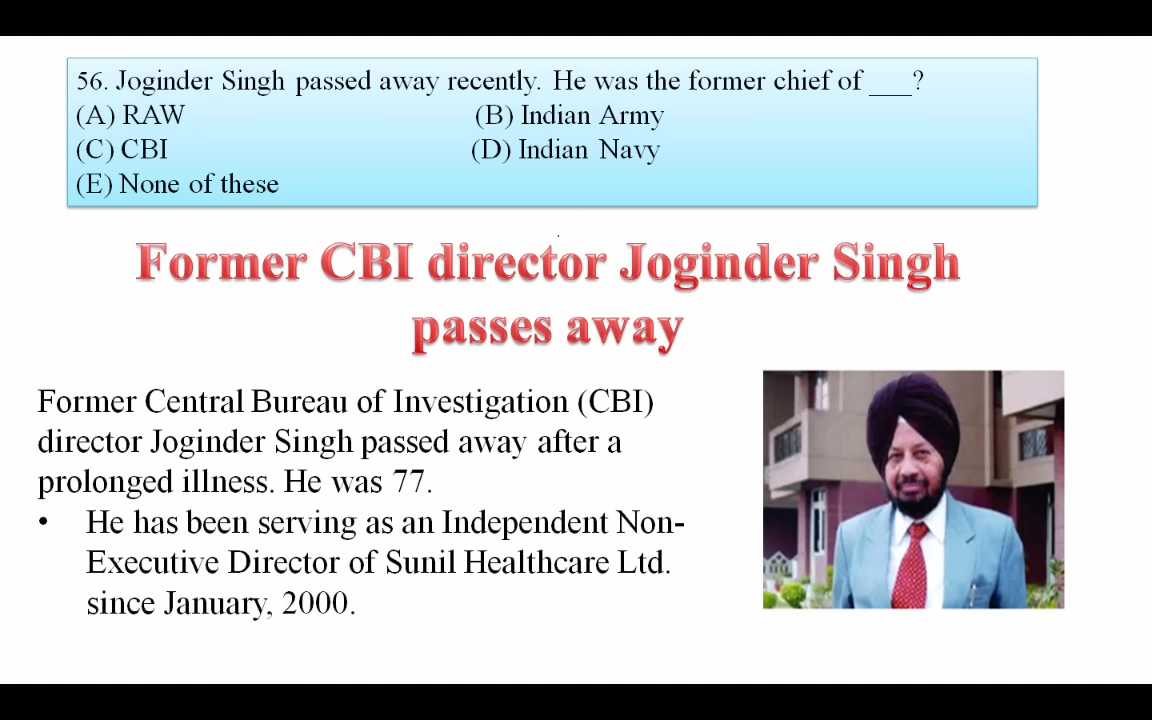 56. Joginder Singh passed away recently. He was the former chief of ___?
(A) RAW (B) Indian Army
(C) CBI (D) Indian Navy
(E) None of these
Former CBI director Joginder Singh
passes away
Former Central Bureau of Investigation (CBI)
director Joginder Singh passed away after a
prolonged illness. He was 77.
• He has been serving as an Independent Non-
Executive Director of Sunil Healthcare Ltd.
since January, 2000.